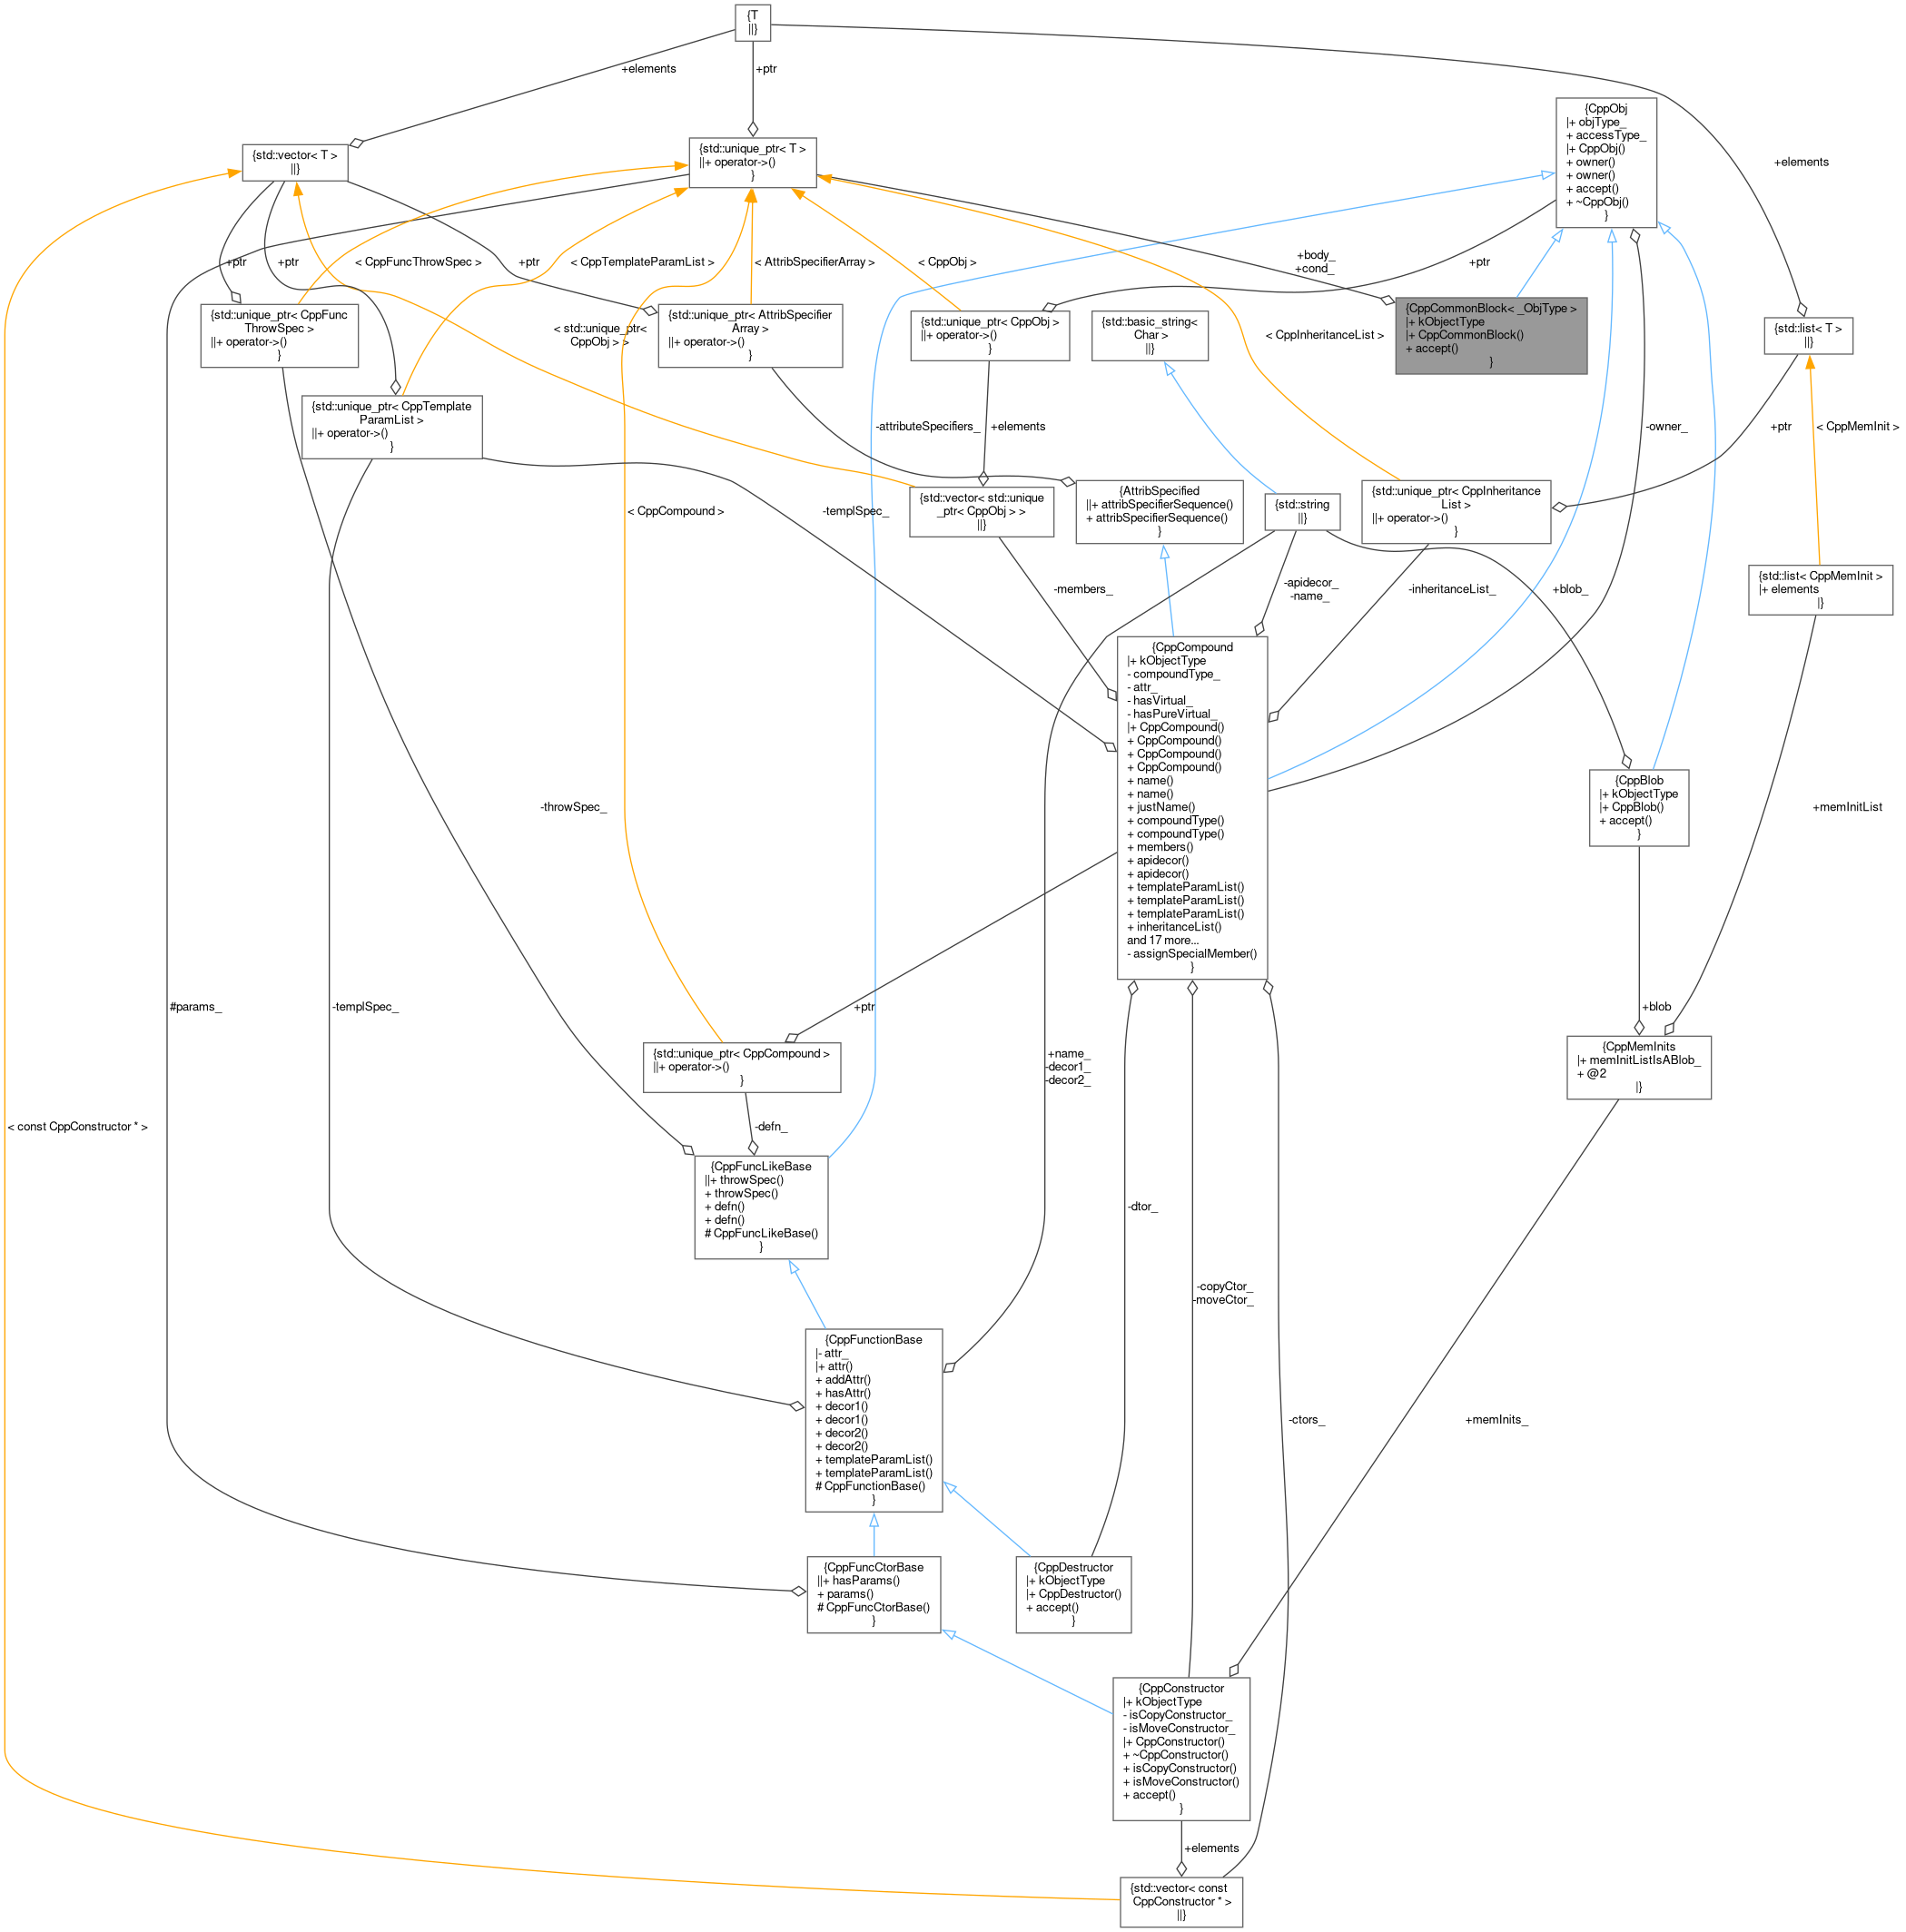 {T
||}
+elements
+ptr
{CppObj
|+ objType_
+ accessType_
|+ CppObj()
+ owner()
+ owner()
+ accept()
+ ~CppObj()
}
{std::vector< T >
||}
{std::unique_ptr< T >
||+ operator->()
}
+elements
+ptr
< CppFuncThrowSpec >
+ptr
+ptr
< CppTemplateParamList >
< AttribSpecifierArray >
< CppObj >
+body_
+cond_
+ptr
{std::unique_ptr< CppFunc
ThrowSpec >
||+ operator->()
}
< std::unique_ptr<
CppObj > >
{std::unique_ptr< AttribSpecifier
Array >
||+ operator->()
}
{std::unique_ptr< CppObj >
||+ operator->()
}
{std::basic_string<
Char >
||}
< CppInheritanceList >
{CppCommonBlock< _ObjType >
|+ kObjectType
|+ CppCommonBlock()
+ accept()
}
{std::list< T >
||}
{std::unique_ptr< CppTemplate
ParamList >
||+ operator->()
}
-attributeSpecifiers_
+elements
-owner_
+ptr
< CppMemInit >
< CppCompound >
-templSpec_
{std::vector< std::unique
_ptr< CppObj > >
||}
{AttribSpecified
||+ attribSpecifierSequence()
+ attribSpecifierSequence()
}
{std::string
||}
{std::unique_ptr< CppInheritance
List >
||+ operator->()
}
-members_
-apidecor_
-name_
-inheritanceList_
+blob_
{std::list< CppMemInit >
|+ elements
|}
{CppCompound
|+ kObjectType
- compoundType_
- attr_
- hasVirtual_
- hasPureVirtual_
|+ CppCompound()
+ CppCompound()
+ CppCompound()
+ CppCompound()
+ name()
+ name()
+ justName()
+ compoundType()
+ compoundType()
+ members()
+ apidecor()
+ apidecor()
+ templateParamList()
+ templateParamList()
+ templateParamList()
+ inheritanceList()
and 17 more...
- assignSpecialMember()
}
-throwSpec_
{CppBlob
|+ kObjectType
|+ CppBlob()
+ accept()
}
+memInitList
#params_
-templSpec_
+ptr
+blob
{std::unique_ptr< CppCompound >
||+ operator->()
}
+name_
-decor1_
-decor2_
{CppMemInits
|+ memInitListIsABlob_
+ @2
|}
< const CppConstructor * >
-defn_
{CppFuncLikeBase
||+ throwSpec()
+ throwSpec()
+ defn()
+ defn()
# CppFuncLikeBase()
}
-dtor_
-copyCtor_
-moveCtor_
{CppFunctionBase
|- attr_
|+ attr()
+ addAttr()
+ hasAttr()
+ decor1()
+ decor1()
+ decor2()
+ decor2()
+ templateParamList()
+ templateParamList()
# CppFunctionBase()
}
-ctors_
+memInits_
{CppFuncCtorBase
||+ hasParams()
+ params()
# CppFuncCtorBase()
}
{CppDestructor
|+ kObjectType
|+ CppDestructor()
+ accept()
}
{CppConstructor
|+ kObjectType
- isCopyConstructor_
- isMoveConstructor_
|+ CppConstructor()
+ ~CppConstructor()
+ isCopyConstructor()
+ isMoveConstructor()
+ accept()
}
+elements
{std::vector< const
CppConstructor * >
||}